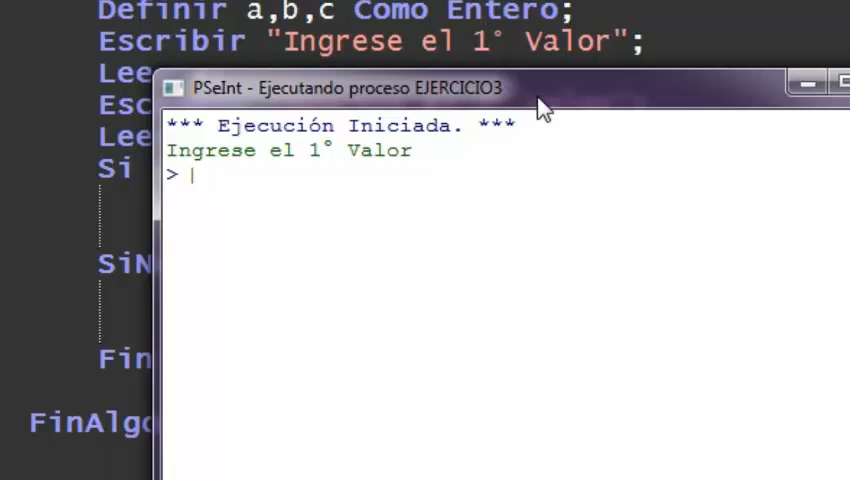 Definir a,b,c Como Entero;
Escribir "Ingrese el 1° Valor";
Lee
PSeInt - Ejecutando proceso EJERCICIO3
Esc
*** Ejecución Iniciada. ***
Lee
Ingrese el 1° Valor
Si
>
SiN
Fin
FinAlgo